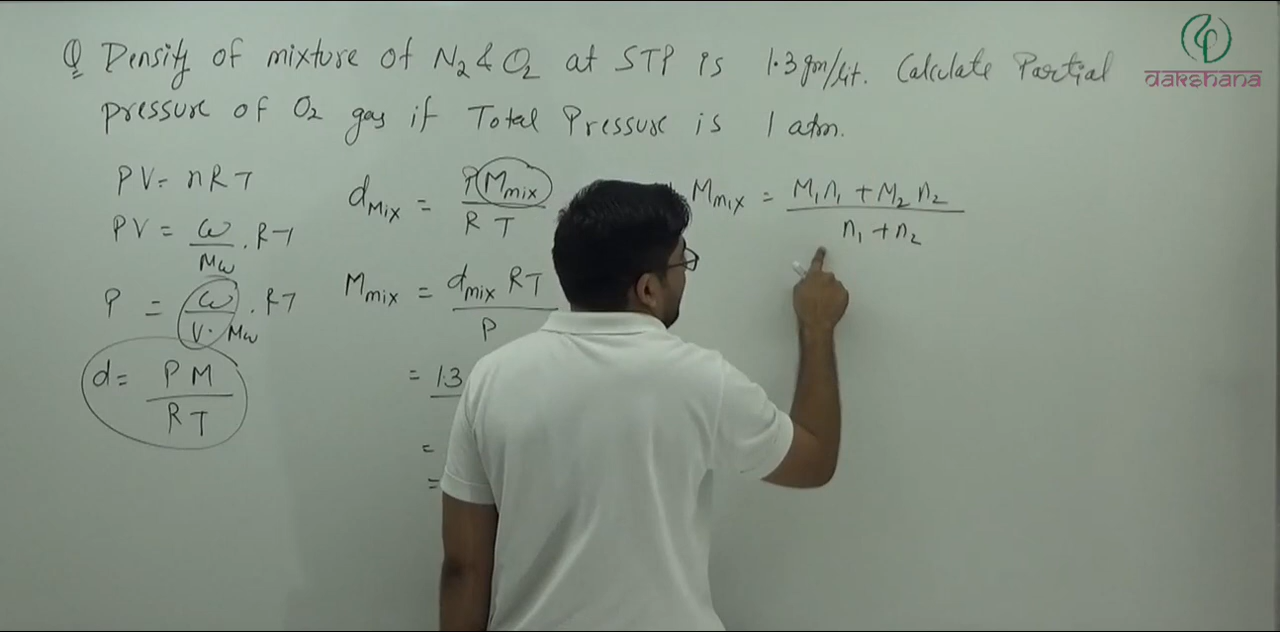 Q Density of mixture of N₂ & O₂ at STP is 1.3 gm/lit. Calculate Partial
pressure of O₂ gas if Total Pressure is 1 atm.
dakshana
PV = nRT
PV = ω/Mω . RT
P = ω/V. Mω . RT
d = PM/RT
dMix = PMmix/RT
Mmix = dmix RT/P
= 1.3
=
=
Mmix = M₁n₁ + M₂n₂/n₁ + n₂